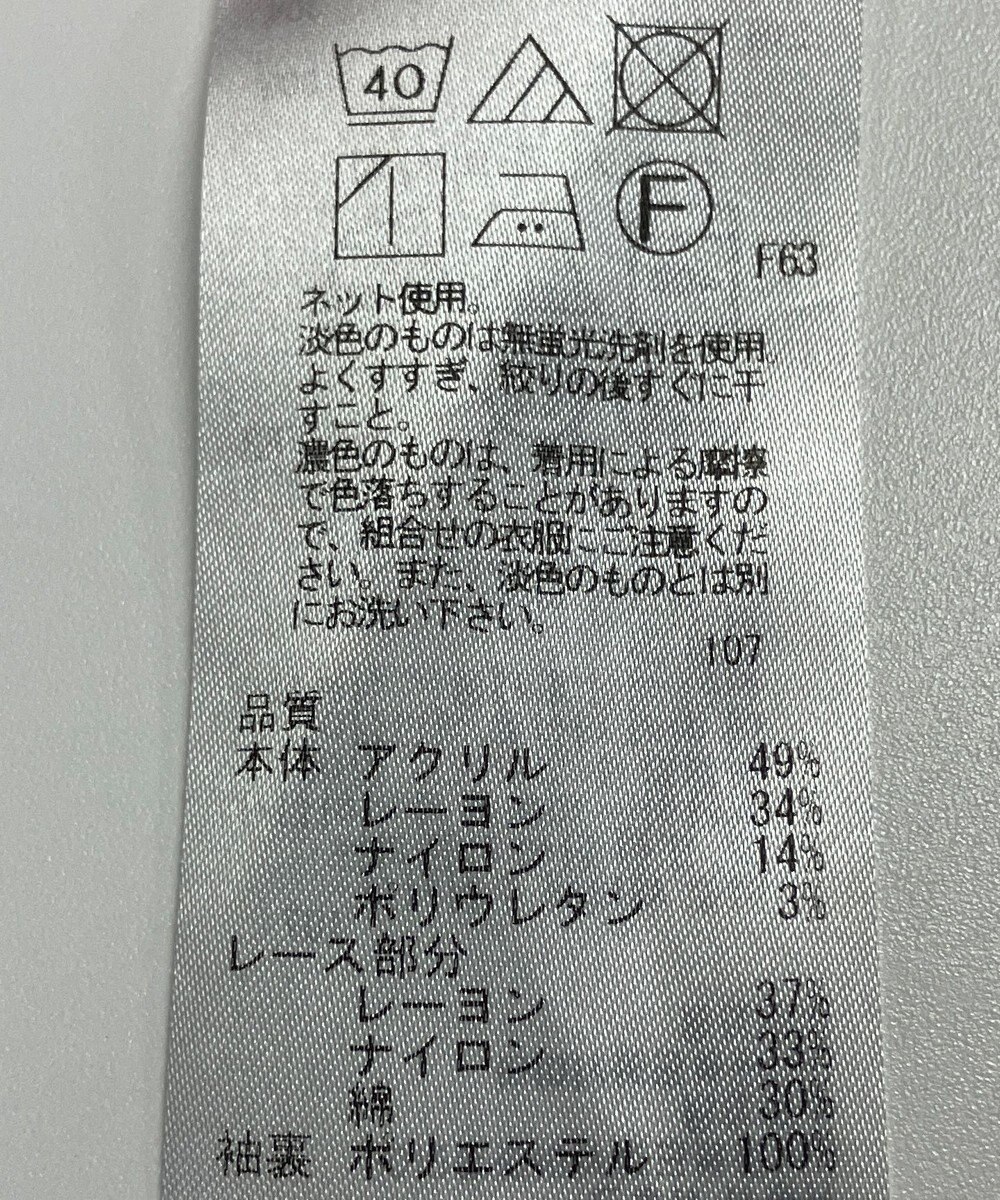 40
F
F63
ネット使用。
淡色のものは無蛍光洗剤を使用
よくすすぎ、絞りの後すぐに干
すこと。
濃色のものは、着用による摩擦
で色落ちすることがありますの
で、組合せの衣服にご注意くだ
さい。また、淡色のものとは別
にお洗い下さい。
107
品質
本体 アクリル 49%
レーヨン 34%
ナイロン 14%
ポリウレタン 3%
レース部分
レーヨン 37%
ナイロン 33%
綿 30%
袖裏 ポリエステル 100%